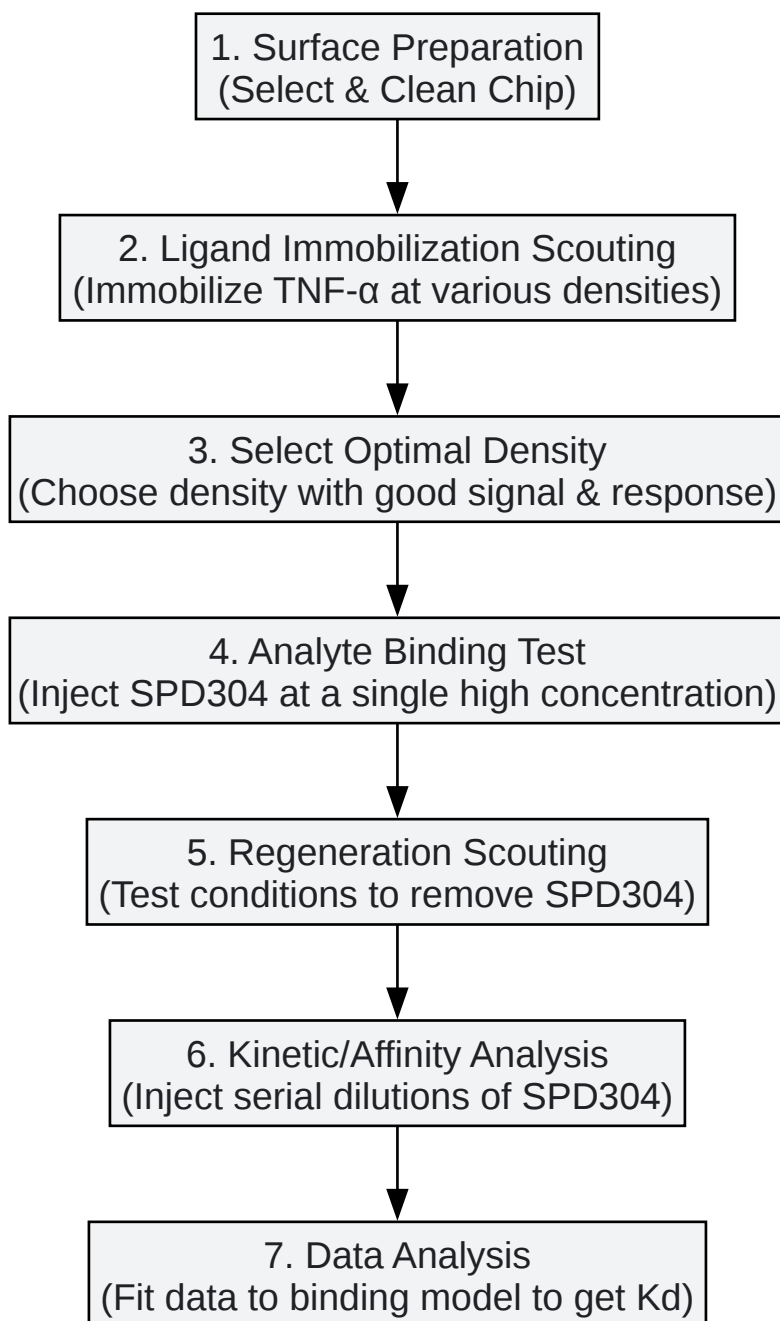 1. Surface Preparation
(Select & Clean Chip)
2. Ligand Immobilization Scouting
(Immobilize TNF-α at various densities)
3. Select Optimal Density
(Choose density with good signal & response)
4. Analyte Binding Test
(Inject SPD304 at a single high concentration)
5. Regeneration Scouting
(Test conditions to remove SPD304)
6. Kinetic/Affinity Analysis
(Inject serial dilutions of SPD304)
7. Data Analysis
(Fit data to binding model to get Kd)